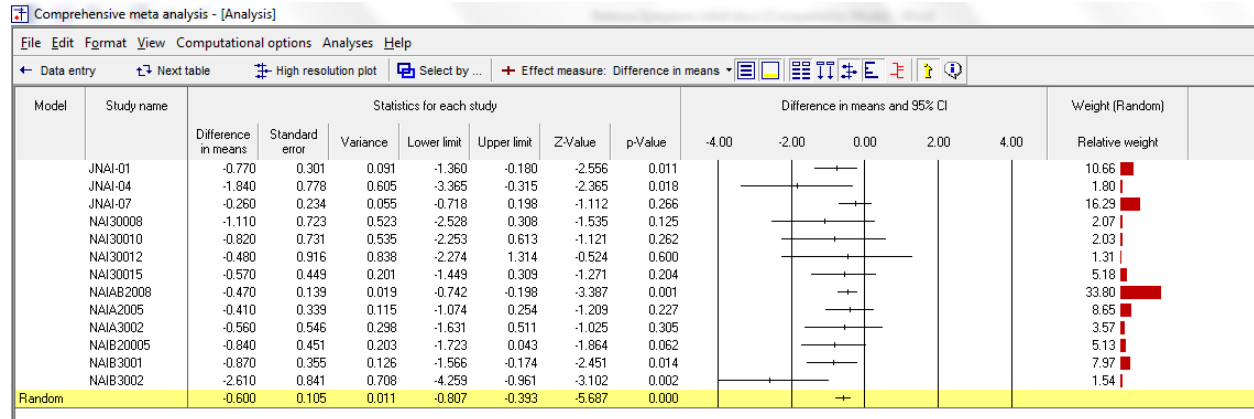 Comprehensive meta analysis - [Analysis]
File Edit Format View Computational options Analyses Help
← Data entry Next table High resolution plot Select by ... + Effect measure: Difference in means
Model Study name Statistics for each study Difference in means and 95% CI Weight (Random)
Difference in means Standard error Variance Lower limit Upper limit Z-Value p-Value -4.00 -2.00 0.00 2.00 4.00 Relative weight
JNAI-01 -0.770 0.301 0.091 -1.360 -0.180 -2.556 0.011 10.66
JNAI-04 -1.840 0.778 0.605 -3.365 -0.315 -2.365 0.018 1.80
JNAI-07 -0.260 0.234 0.055 -0.718 0.198 -1.112 0.266 16.29
NAI30008 -1.110 0.723 0.523 -2.528 0.308 -1.535 0.125 2.07
NAI30010 -0.820 0.731 0.535 -2.253 0.613 -1.121 0.262 2.03
NAI30012 -0.480 0.916 0.838 -2.274 1.314 -0.524 0.600 1.31
NAI30015 -0.570 0.449 0.201 -1.449 0.309 -1.271 0.204 5.18
NAIAB2008 -0.470 0.139 0.019 -0.742 -0.198 -3.387 0.001 33.80
NAIA2005 -0.410 0.339 0.115 -1.074 0.254 -1.209 0.227 8.65
NAIA3002 -0.560 0.546 0.298 -1.631 0.511 -1.025 0.305 3.57
NAIB20005 -0.840 0.451 0.203 -1.723 0.043 -1.864 0.062 5.13
NAIB3001 -0.870 0.355 0.126 -1.566 -0.174 -2.451 0.014 7.97
NAIB3002 -2.610 0.841 0.708 -4.259 -0.961 -3.102 0.002 1.54
Random -0.600 0.105 0.011 -0.807 -0.393 -5.687 0.000